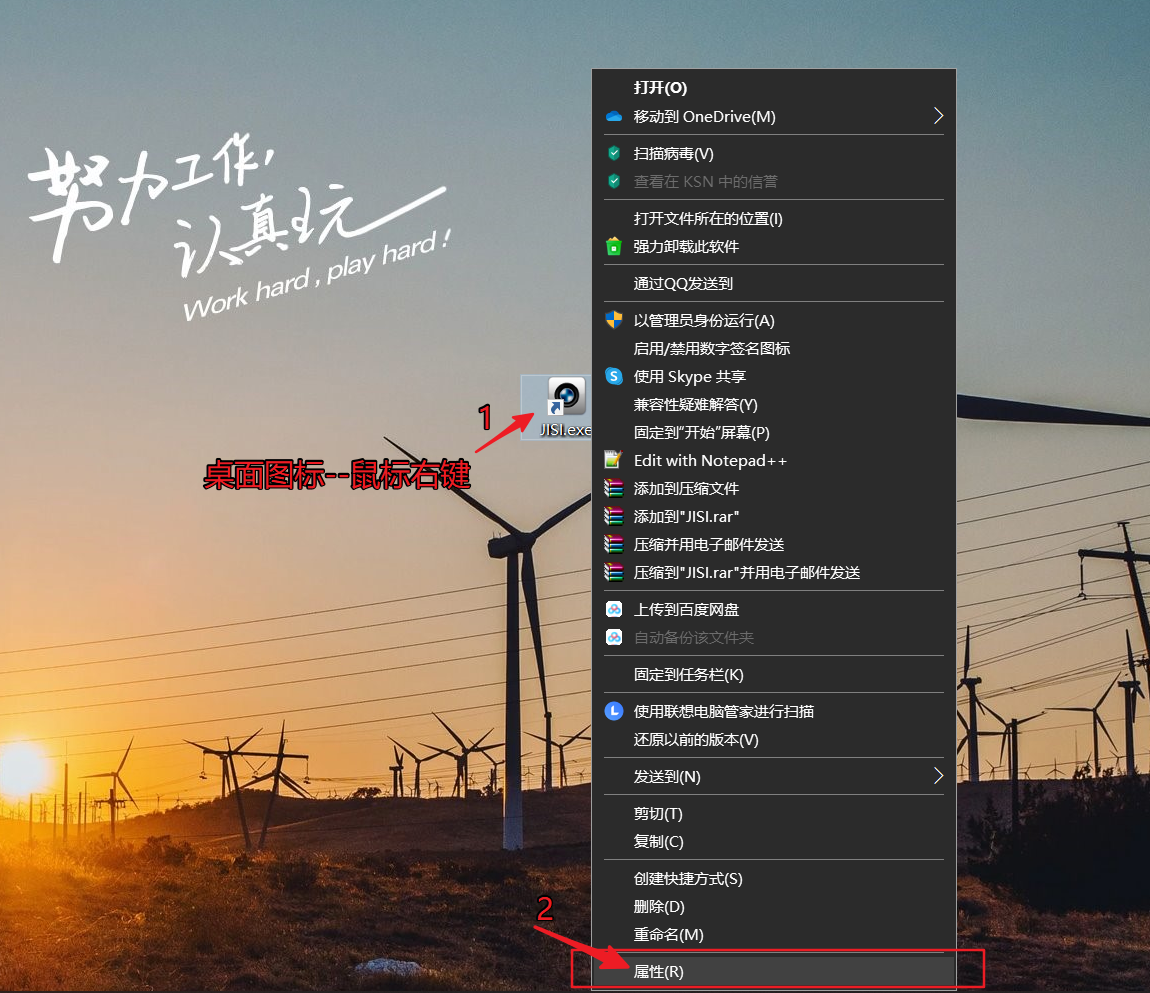 努力工作,
认真玩
Work hard , play hard !
打开(O)
移动到 OneDrive(M)
扫描病毒(V)
查看在 KSN 中的信誉
打开文件所在的位置(I)
强力卸载此软件
通过QQ发送到
以管理员身份运行(A)
启用/禁用数字签名图标
使用 Skype 共享
兼容性疑难解答(Y)
固定到"开始"屏幕(P)
Edit with Notepad++
添加到压缩文件
添加到"JISI.rar"
压缩并用电子邮件发送
压缩到"JISI.rar"并用电子邮件发送
上传到百度网盘
自动备份该文件夹
固定到任务栏(K)
使用联想电脑管家进行扫描
还原以前的版本(V)
发送到(N)
剪切(T)
复制(C)
创建快捷方式(S)
删除(D)
重命名(M)
属性(R)
1
JISI.exe
桌面图标--鼠标右键
2